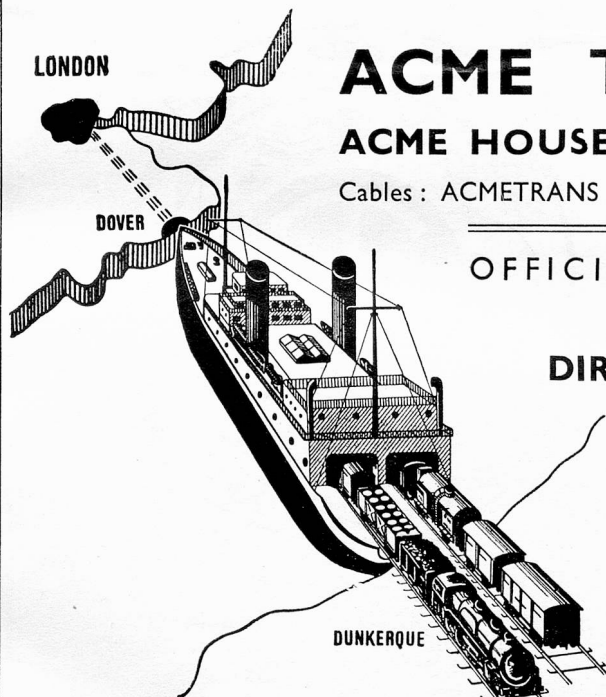 LONDON
ACME
ACME HOUSE
Cables : ACMETRANS
DOVER
OFFICI
DIR
DUNKERQUE